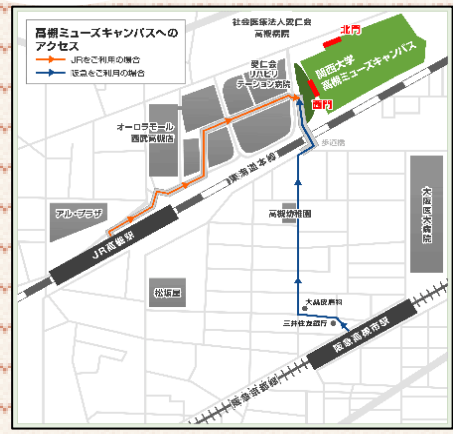 高槻ミューズキャンパスへの
アクセス
JRをご利用の場合
阪急をご利用の場合
社会医療法人愛仁会
高槻病院
北門
愛仁会
リハビリ
テーション病院
関西大学
高槻ミューズキャンパス
西門
オーロラモール
西武高槻店
歩道橋
JR東海道本線
アル・プラザ
JR高槻駅
高槻幼稚園
大阪医大
病院
松坂屋
三井住友銀行
阪急高槻市駅
阪急京都線